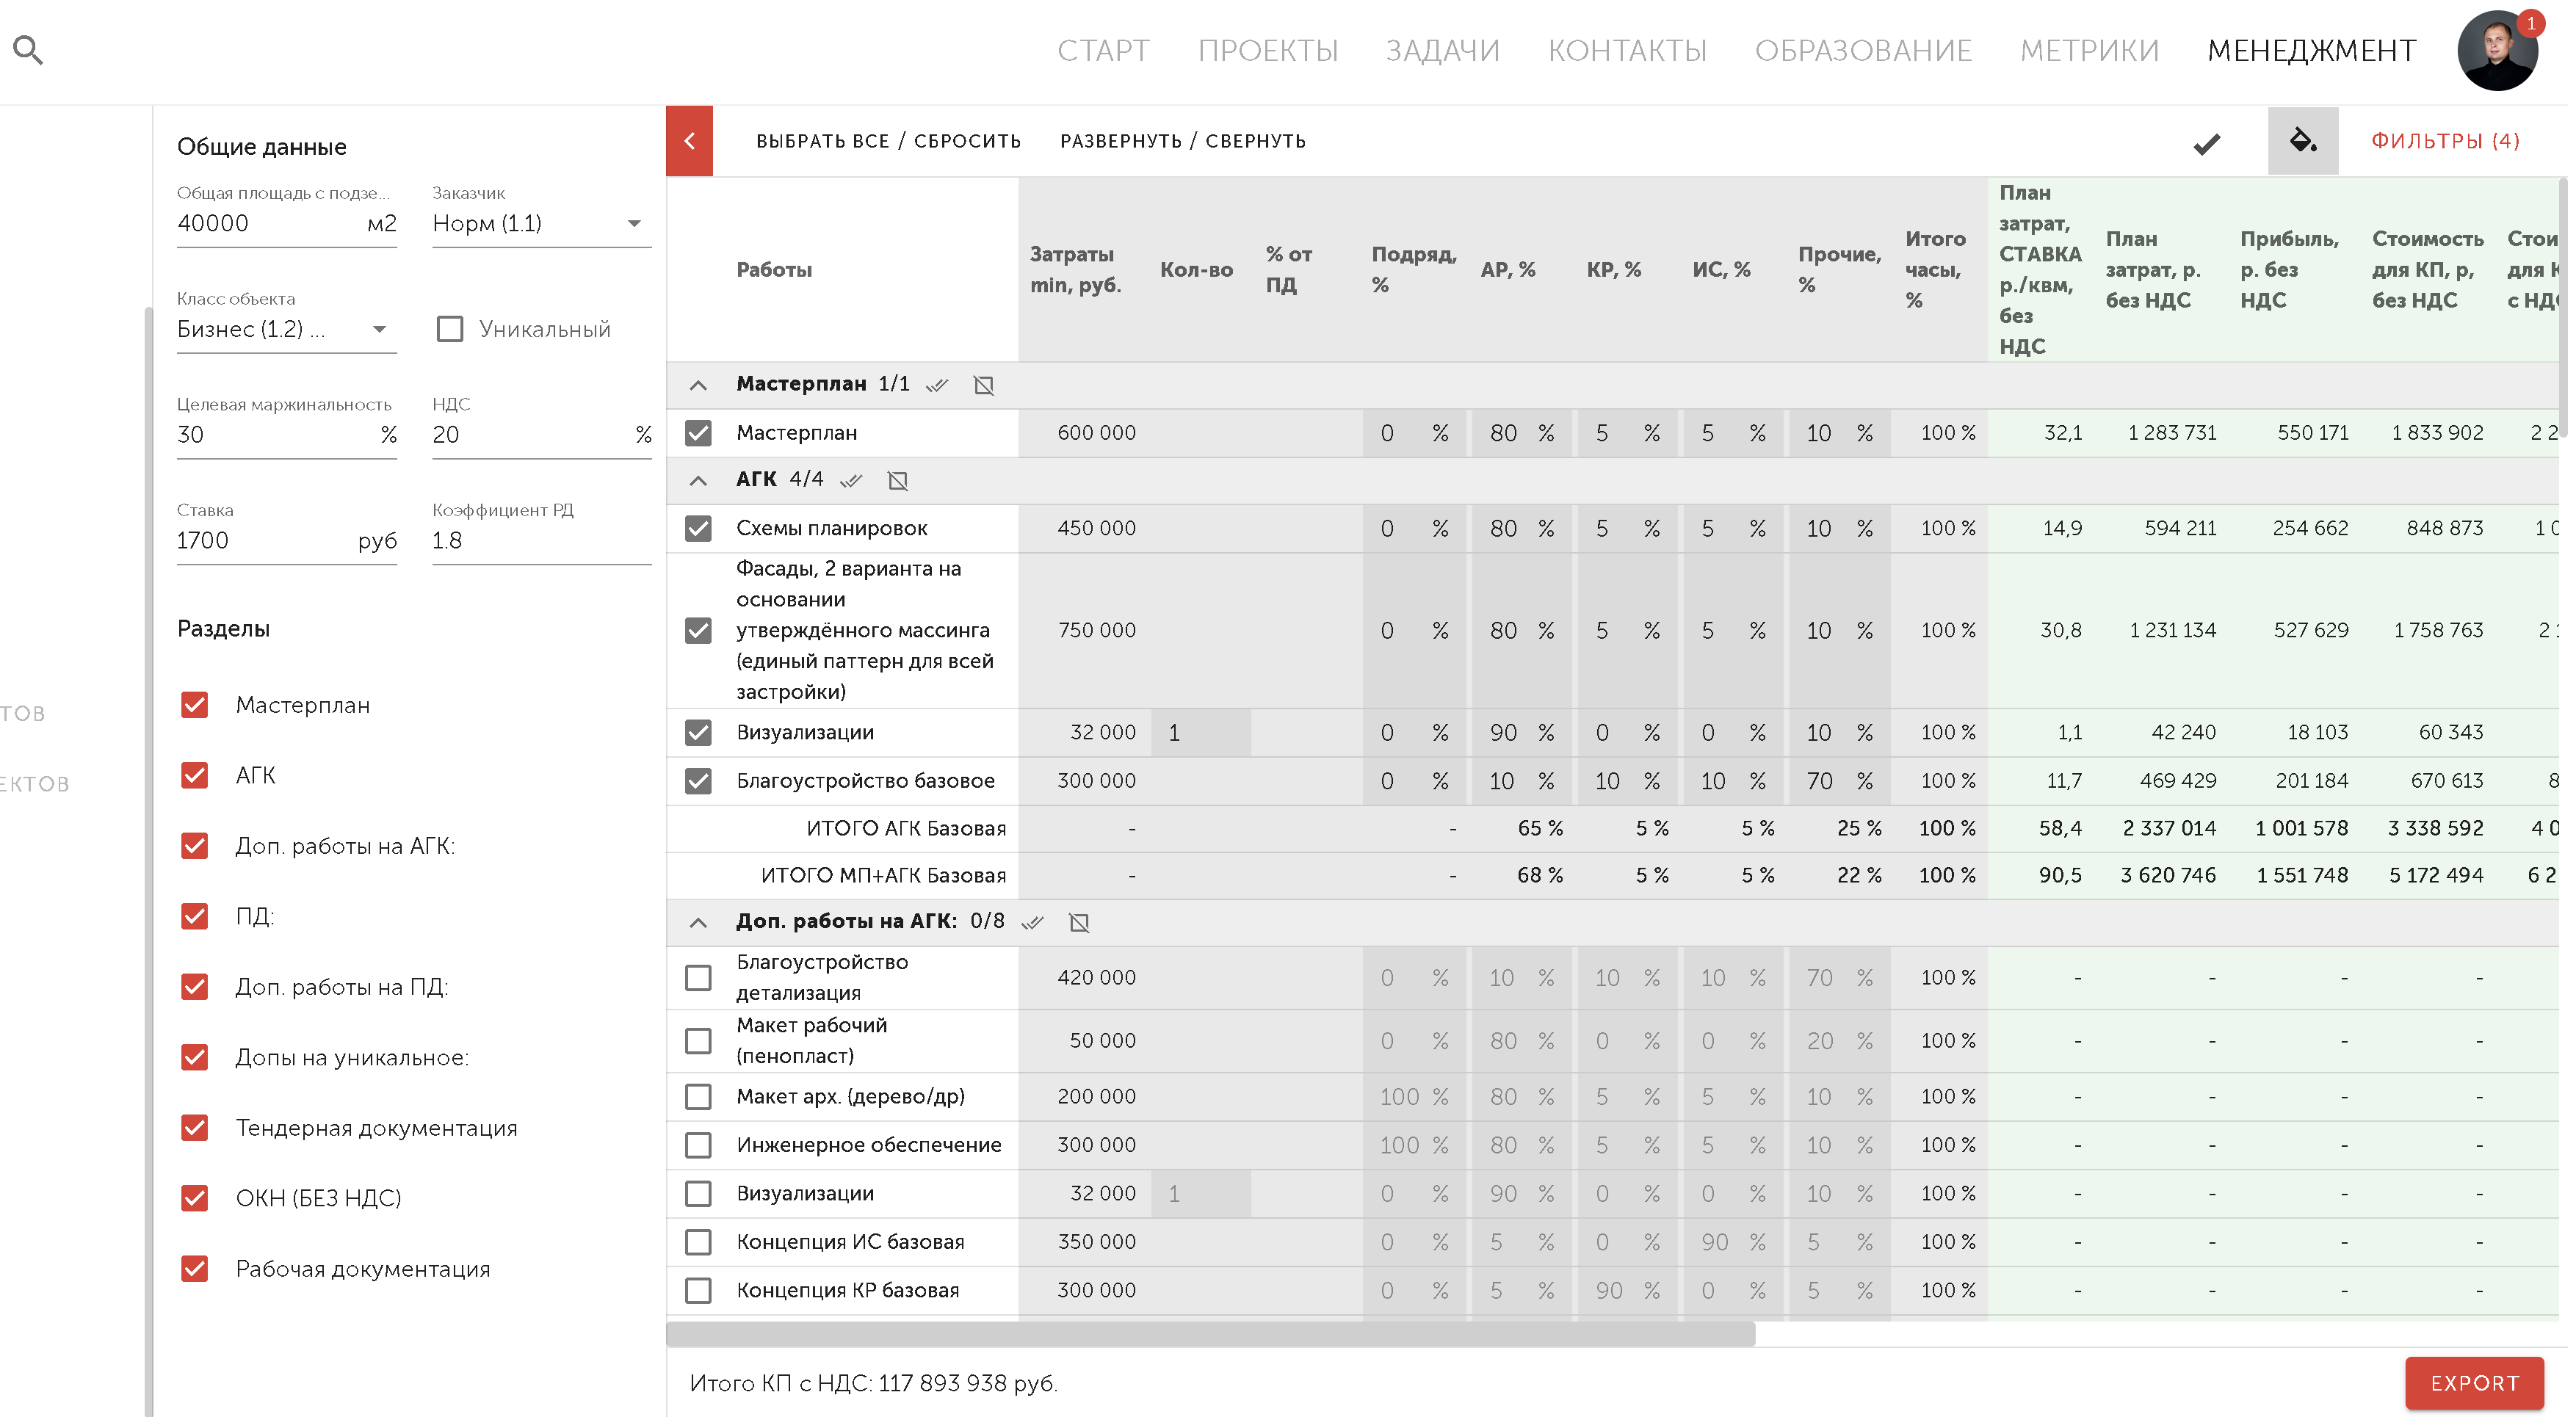 СТАРТ ПРОЕКТЫ ЗАДАЧИ КОНТАКТЫ ОБРАЗОВАНИЕ МЕТРИКИ МЕНЕДЖМЕНТ 1
ТОВ
ЕКТОВ
Общие данные
Общая площадь с подзе... Заказчик
40000 м2 Норм (1.1)
Класс объекта
Бизнес (1.2) ... Уникальный
Целевая маржинальность НДС
30 % 20 %
Ставка Коэффициент РД
1700 руб 1.8
Разделы
Мастерплан
АГК
Доп. работы на АГК:
ПД:
Доп. работы на ПД:
Допы на уникальное:
Тендерная документация
ОКН (БЕЗ НДС)
Рабочая документация
ВЫБРАТЬ ВСЕ / СБРОСИТЬ РАЗВЕРНУТЬ / СВЕРНУТЬ ФИЛЬТРЫ (4)
Работы
Затраты
min, руб.
Кол-во
% от
ПД
Подряд,
%
АР, %
КР, %
ИС, %
Прочие,
%
Итого
часы,
%
План
затрат,
СТАВКА
р./квм,
без
НДС
План
затрат, р.
без НДС
Прибыль,
р. без
НДС
Стоимость
для КП, р,
без НДС
Стои
для К
с НДС
Мастерплан 1/1
Мастерплан 600 000 0 % 80 % 5 % 5 % 10 % 100 % 32,1 1 283 731 550 171 1 833 902 2 2
АГК 4/4
Схемы планировок 450 000 0 % 80 % 5 % 5 % 10 % 100 % 14,9 594 211 254 662 848 873 1 0
Фасады, 2 варианта на
основании
утверждённого массинга
(единый паттерн для всей
застройки)
750 000 0 % 80 % 5 % 5 % 10 % 100 % 30,8 1 231 134 527 629 1 758 763 2
Визуализации 32 000 1 0 % 90 % 0 % 0 % 10 % 100 % 1,1 42 240 18 103 60 343
Благоустройство базовое 300 000 0 % 10 % 10 % 10 % 70 % 100 % 11,7 469 429 201 184 670 613 8
ИТОГО АГК Базовая - - 65 % 5 % 5 % 25 % 100 % 58,4 2 337 014 1 001 578 3 338 592 4 0
ИТОГО МП+АГК Базовая - - 68 % 5 % 5 % 22 % 100 % 90,5 3 620 746 1 551 748 5 172 494 6 2
Доп. работы на АГК: 0/8
Благоустройство
детализация
420 000 0 % 10 % 10 % 10 % 70 % 100 % - - - -
Макет рабочий
(пенопласт)
50 000 0 % 80 % 0 % 0 % 20 % 100 % - - - -
Макет арх. (дерево/др) 200 000 100 % 80 % 5 % 5 % 10 % 100 % - - - -
Инженерное обеспечение 300 000 100 % 80 % 5 % 5 % 10 % 100 % - - - -
Визуализации 32 000 1 0 % 90 % 0 % 0 % 10 % 100 % - - - -
Концепция ИС базовая 350 000 0 % 5 % 0 % 90 % 5 % 100 % - - - -
Концепция КР базовая 300 000 0 % 5 % 90 % 0 % 5 % 100 % - - - -
Итого КП с НДС: 117 893 938 руб. EXPORT